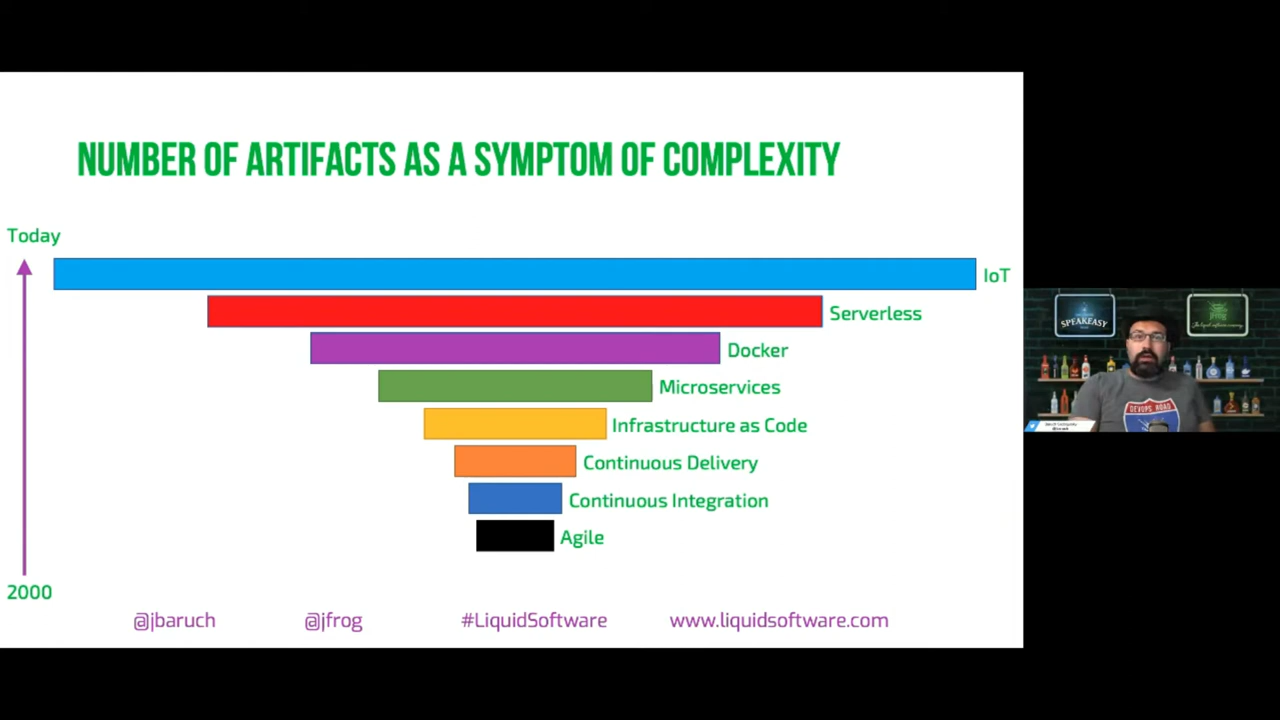 NUMBER OF ARTIFACTS AS A SYMPTOM OF COMPLEXITY
Today
IoT
Serverless
Docker
Microservices
Infrastructure as Code
Continuous Delivery
Continuous Integration
Agile
2000
@jbaruch @jfrog #LiquidSoftware www.liquidsoftware.com
SPEAKEASY
DEVOPS ROAD